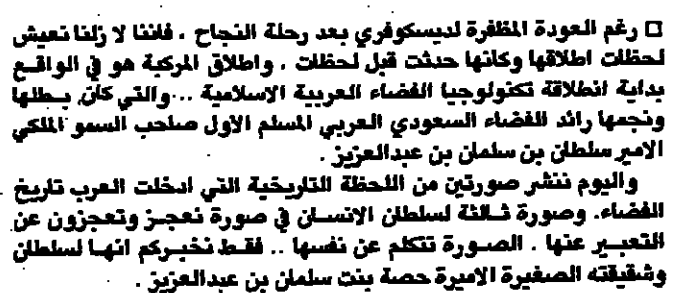 □ رغم العودة المظفرة لديسكوفري بعد رحلة النجاح ، فاننا لا زلنا نعيش
لحظات اطلاقها وكانها حدثت قبل لحظات ، واطلاق المركبة هو في الواقع
بداية انطلاقة تكنولوجيا الفضاء العربية الاسلامية ... والتي كان بطلها
ونجمها رائد الفضاء السعودي العربي المسلم الاول صاحب السمو الملكي
الامير سلطان بن سلمان بن عبدالعزيز .
واليوم ننشر صورتين من اللحظة التاريخية التي ادخلت العرب تاريخ
الفضاء. وصورة ثالثة لسلطان الانسان في صورة نعجز وتعجزون عن
التعبير عنها . الصورة تتكلم عن نفسها .. فقط نخبركم انها لسلطان
وشقيقته الصغيرة الاميرة حصة بنت سلمان بن عبدالعزيز .